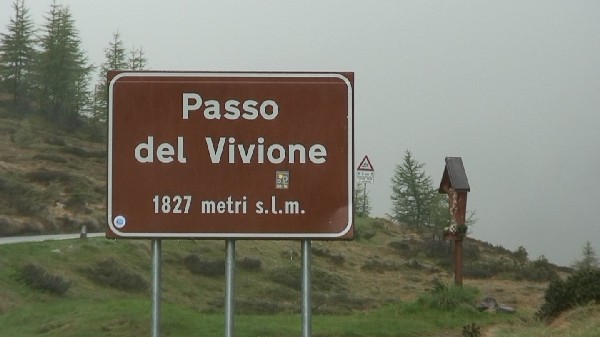 Passo
del Vivione
1827 metri s.l.m.